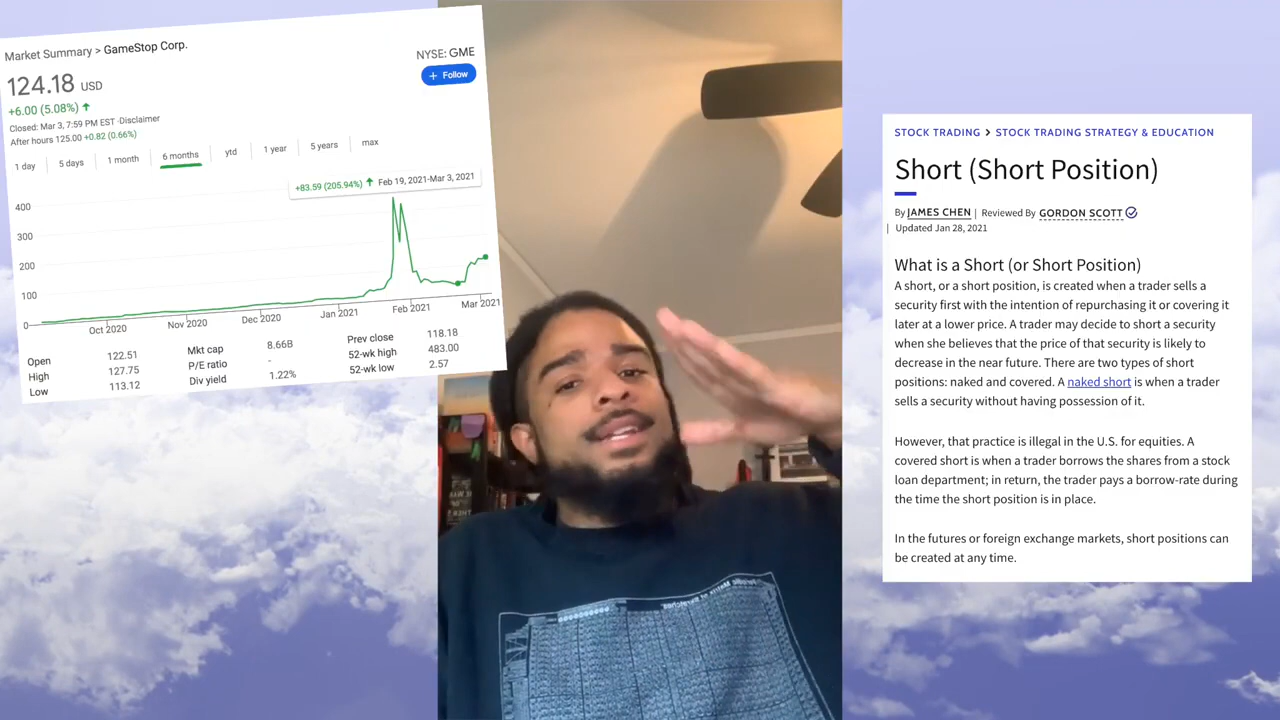 Market Summary > GameStop Corp.
124.18 USD
NYSE: GME
+ Follow
+6.00 (5.08%) ↑
Closed: Mar 3, 7:59 PM EST ·Disclaimer
After hours 125.00 +0.82 (0.66%)
1 day 5 days 1 month 6 months ytd 1 year 5 years max
+83.59 (205.94%) ↑ Feb 19, 2021-Mar 3, 2021
400
300
200
100
0
Oct 2020 Nov 2020 Dec 2020 Jan 2021 Feb 2021 Mar 2021
Open 122.51 Mkt cap 8.66B Prev close 118.18
High 127.75 P/E ratio - 52-wk high 483.00
Low 113.12 Div yield 1.22% 52-wk low 2.57
STOCK TRADING > STOCK TRADING STRATEGY & EDUCATION
Short (Short Position)
By JAMES CHEN | Reviewed By GORDON SCOTT
| Updated Jan 28, 2021
What is a Short (or Short Position)
A short, or a short position, is created when a trader sells a
security first with the intention of repurchasing it or covering it
later at a lower price. A trader may decide to short a security
when she believes that the price of that security is likely to
decrease in the near future. There are two types of short
positions: naked and covered. A naked short is when a trader
sells a security without having possession of it.
However, that practice is illegal in the U.S. for equities. A
covered short is when a trader borrows the shares from a stock
loan department; in return, the trader pays a borrow-rate during
the time the short position is in place.
In the futures or foreign exchange markets, short positions can
be created at any time.